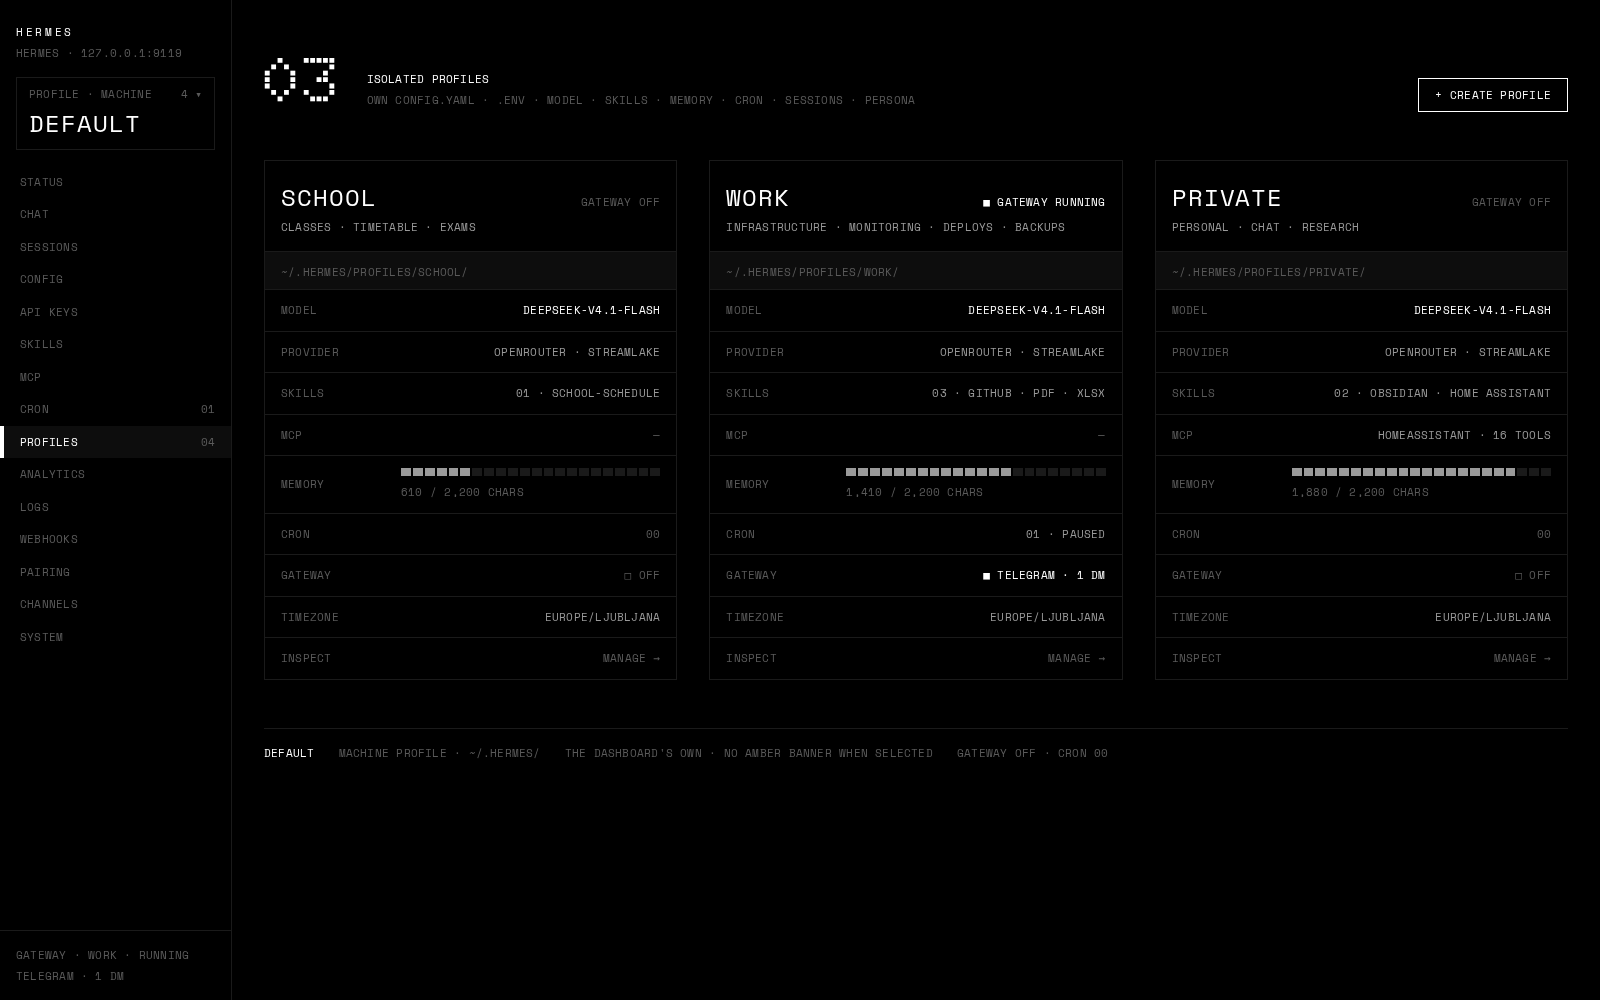 HERMES
HERMES · 127.0.0.1:9119
PROFILE · MACHINE 4 ▾
DEFAULT
STATUS
CHAT
SESSIONS
CONFIG
API KEYS
SKILLS
MCP
CRON 01
PROFILES 04
ANALYTICS
LOGS
WEBHOOKS
PAIRING
CHANNELS
SYSTEM
GATEWAY · WORK · RUNNING
TELEGRAM · 1 DM
03
ISOLATED PROFILES
OWN CONFIG.YAML · .ENV · MODEL · SKILLS · MEMORY · CRON · SESSIONS · PERSONA
+ CREATE PROFILE
SCHOOL GATEWAY OFF
CLASSES · TIMETABLE · EXAMS
~/.HERMES/PROFILES/SCHOOL/
MODEL DEEPSEEK-V4.1-FLASH
PROVIDER OPENROUTER · STREAMLAKE
SKILLS 01 · SCHOOL-SCHEDULE
MCP —
MEMORY 610 / 2,200 CHARS
CRON 00
GATEWAY □ OFF
TIMEZONE EUROPE/LJUBLJANA
INSPECT MANAGE →
WORK ■ GATEWAY RUNNING
INFRASTRUCTURE · MONITORING · DEPLOYS · BACKUPS
~/.HERMES/PROFILES/WORK/
MODEL DEEPSEEK-V4.1-FLASH
PROVIDER OPENROUTER · STREAMLAKE
SKILLS 03 · GITHUB · PDF · XLSX
MCP —
MEMORY 1,410 / 2,200 CHARS
CRON 01 · PAUSED
GATEWAY ■ TELEGRAM · 1 DM
TIMEZONE EUROPE/LJUBLJANA
INSPECT MANAGE →
PRIVATE GATEWAY OFF
PERSONAL · CHAT · RESEARCH
~/.HERMES/PROFILES/PRIVATE/
MODEL DEEPSEEK-V4.1-FLASH
PROVIDER OPENROUTER · STREAMLAKE
SKILLS 02 · OBSIDIAN · HOME ASSISTANT
MCP HOMEASSISTANT · 16 TOOLS
MEMORY 1,880 / 2,200 CHARS
CRON 00
GATEWAY □ OFF
TIMEZONE EUROPE/LJUBLJANA
INSPECT MANAGE →
DEFAULT MACHINE PROFILE · ~/.HERMES/ THE DASHBOARD'S OWN · NO AMBER BANNER WHEN SELECTED GATEWAY OFF · CRON 00